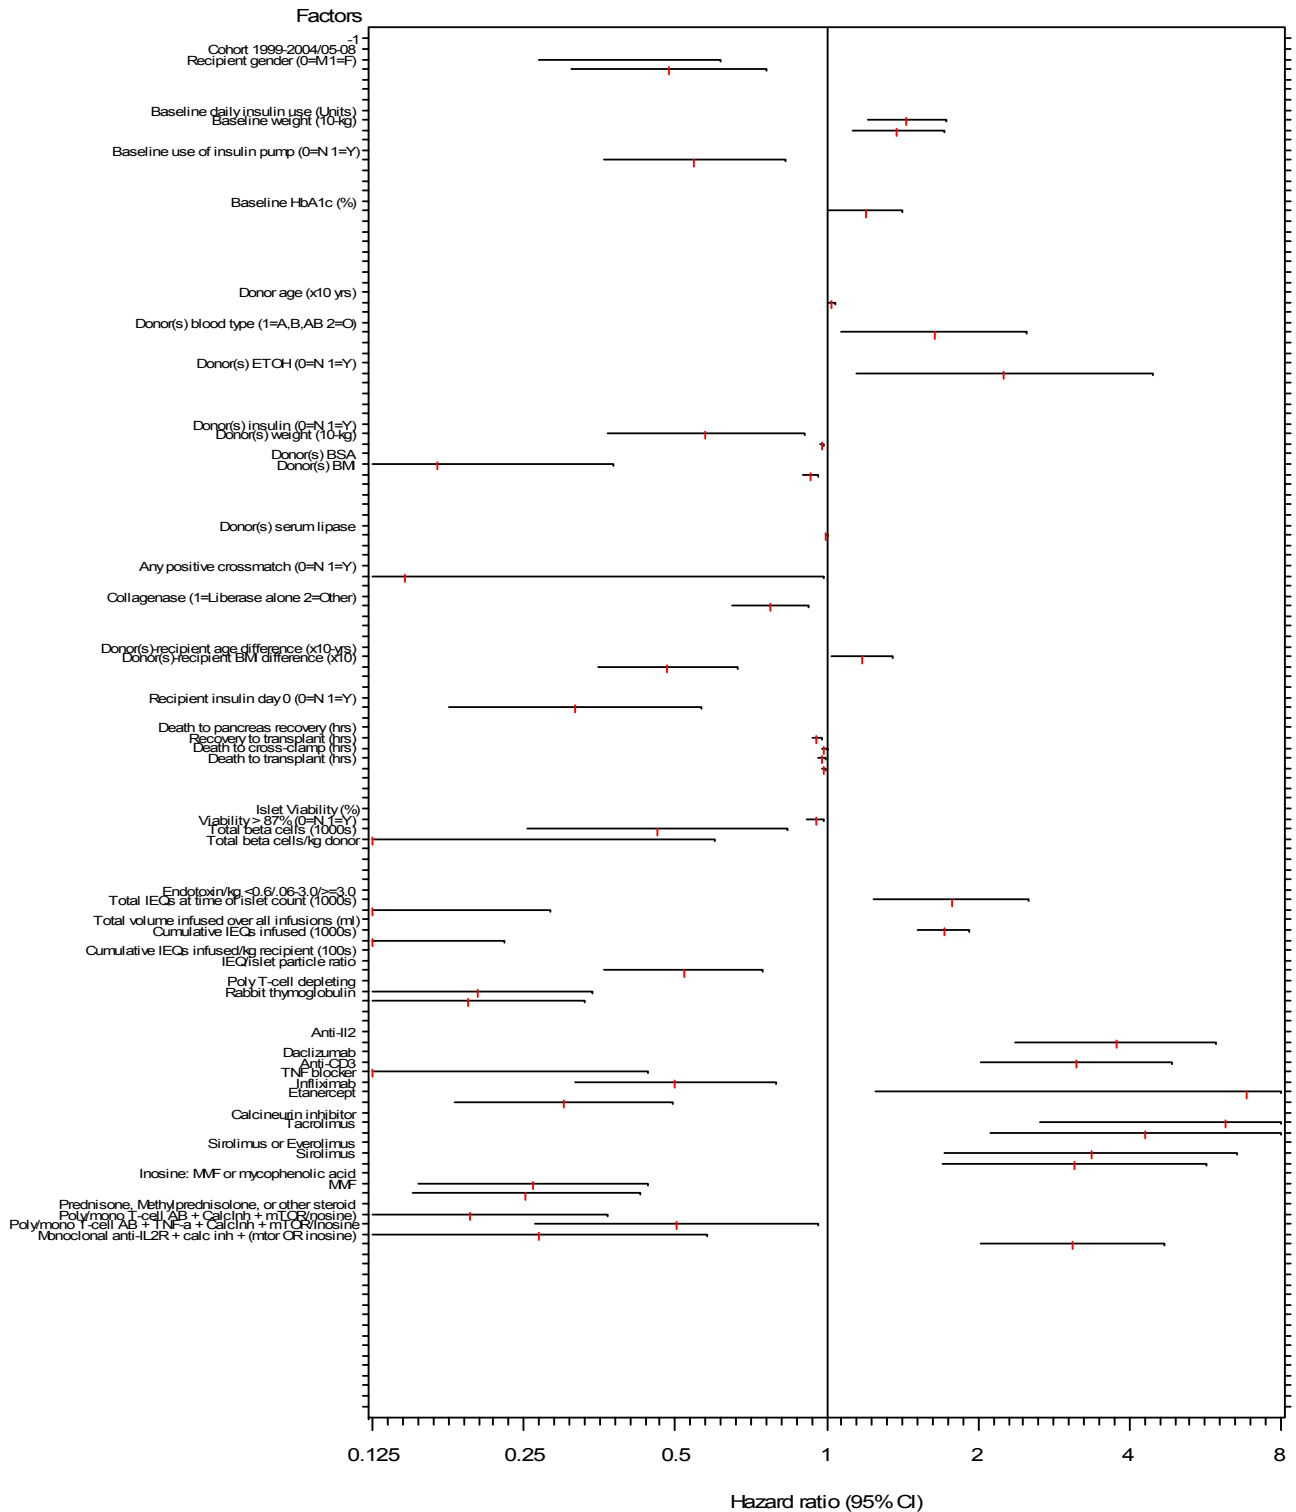 Factors
-1
Cohort 1999-2004/05-08
Recipient gender (0=M 1=F)
Baseline daily insulin use (Units)
Baseline weight (10-kg)
Baseline use of insulin pump (0=N 1=Y)
Baseline HbA1c (%)
Donor age (x10 yrs)
Donor(s) blood type (1=A,B,AB 2=O)
Donor(s) ETOH (0=N 1=Y)
Donor(s) insulin (0=N 1=Y)
Donor(s) weight (10-kg)
Donor(s) BSA
Donor(s) BMI
Donor(s) serum lipase
Any positive crossmatch (0=N 1=Y)
Collagenase (1=Liberase alone 2=Other)
Donor(s)-recipient age difference (x10-yrs)
Donor(s)-recipient BMI difference (x10)
Recipient insulin day 0 (0=N 1=Y)
Death to pancreas recovery (hrs)
Recovery to transplant (hrs)
Death to cross-clamp (hrs)
Death to transplant (hrs)
Islet Viability (%)
Viability > 87% (0=N 1=Y)
Total beta cells (1000s)
Total beta cells/kg donor
Endotoxin/kg <0.6/.06-3.0/>=3.0
Total IEQs at time of islet count (1000s)
Total volume infused over all infusions (ml)
Cumulative IEQs infused (1000s)
Cumulative IEQs infused/kg recipient (100s)
IEQ/islet particle ratio
Poly T-cell depleting
Rabbit thymoglobulin
Anti-Il2
Daclizumab
Anti-CD3
TNF blocker
Infliximab
Etanercept
Calcineurin inhibitor
Tacrolimus
Sirolimus or Everolimus
Sirolimus
Inosine: MMF or mycophenolic acid
MMF
Prednisone, Methylprednisolone, or other steroid
Poly/mono T-cell AB + CalcInh + mTOR/nosine)
Poly/mono T-cell AB + TNF-a + CalcInh + mTOR/Inosine
Monoclonal anti-IL2R + calc inh + (mtor OR inosine)
0.125 0.25 0.5 1 2 4 8
Hazard ratio (95% CI)